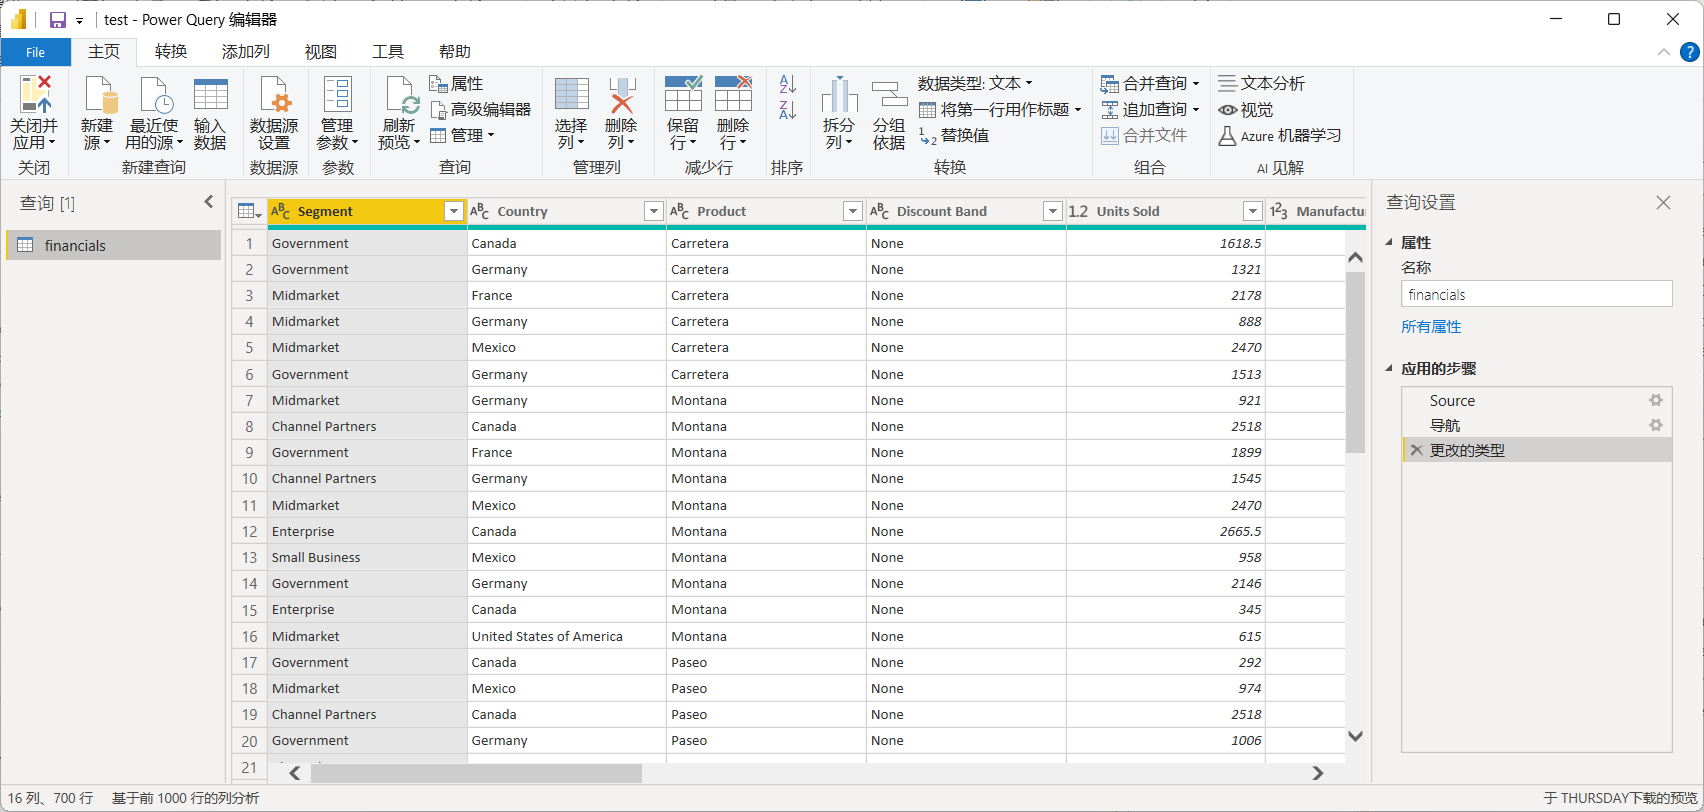 test - Power Query 编辑器
File 主页 转换 添加列 视图 工具 帮助
关闭并应用
关闭
新建源
最近使用的源
输入数据
新建查询
数据源设置
数据源
管理参数
参数
刷新预览
属性
高级编辑器
管理
查询
选择列
删除列
管理列
保留行
删除行
减少行
排序
拆分列
分组依据
数据类型: 文本
将第一行用作标题
替换值
转换
合并查询
追加查询
合并文件
组合
文本分析
视觉
Azure 机器学习
AI 见解
查询 [1]
financials
Segment Country Product Discount Band 1.2 Units Sold Manufactu
1 Government Canada Carretera None 1618.5
2 Government Germany Carretera None 1321
3 Midmarket France Carretera None 2178
4 Midmarket Germany Carretera None 888
5 Midmarket Mexico Carretera None 2470
6 Government Germany Carretera None 1513
7 Midmarket Germany Montana None 921
8 Channel Partners Canada Montana None 2518
9 Government France Montana None 1899
10 Channel Partners Germany Montana None 1545
11 Midmarket Mexico Montana None 2470
12 Enterprise Canada Montana None 2665.5
13 Small Business Mexico Montana None 958
14 Government Germany Montana None 2146
15 Enterprise Canada Montana None 345
16 Midmarket United States of America Montana None 615
17 Government Canada Paseo None 292
18 Midmarket Mexico Paseo None 974
19 Channel Partners Canada Paseo None 2518
20 Government Germany Paseo None 1006
21
查询设置
属性
名称
financials
所有属性
应用的步骤
Source
导航
更改的类型
16 列、700 行 基于前 1000 行的列分析
于 THURSDAY下载的预览